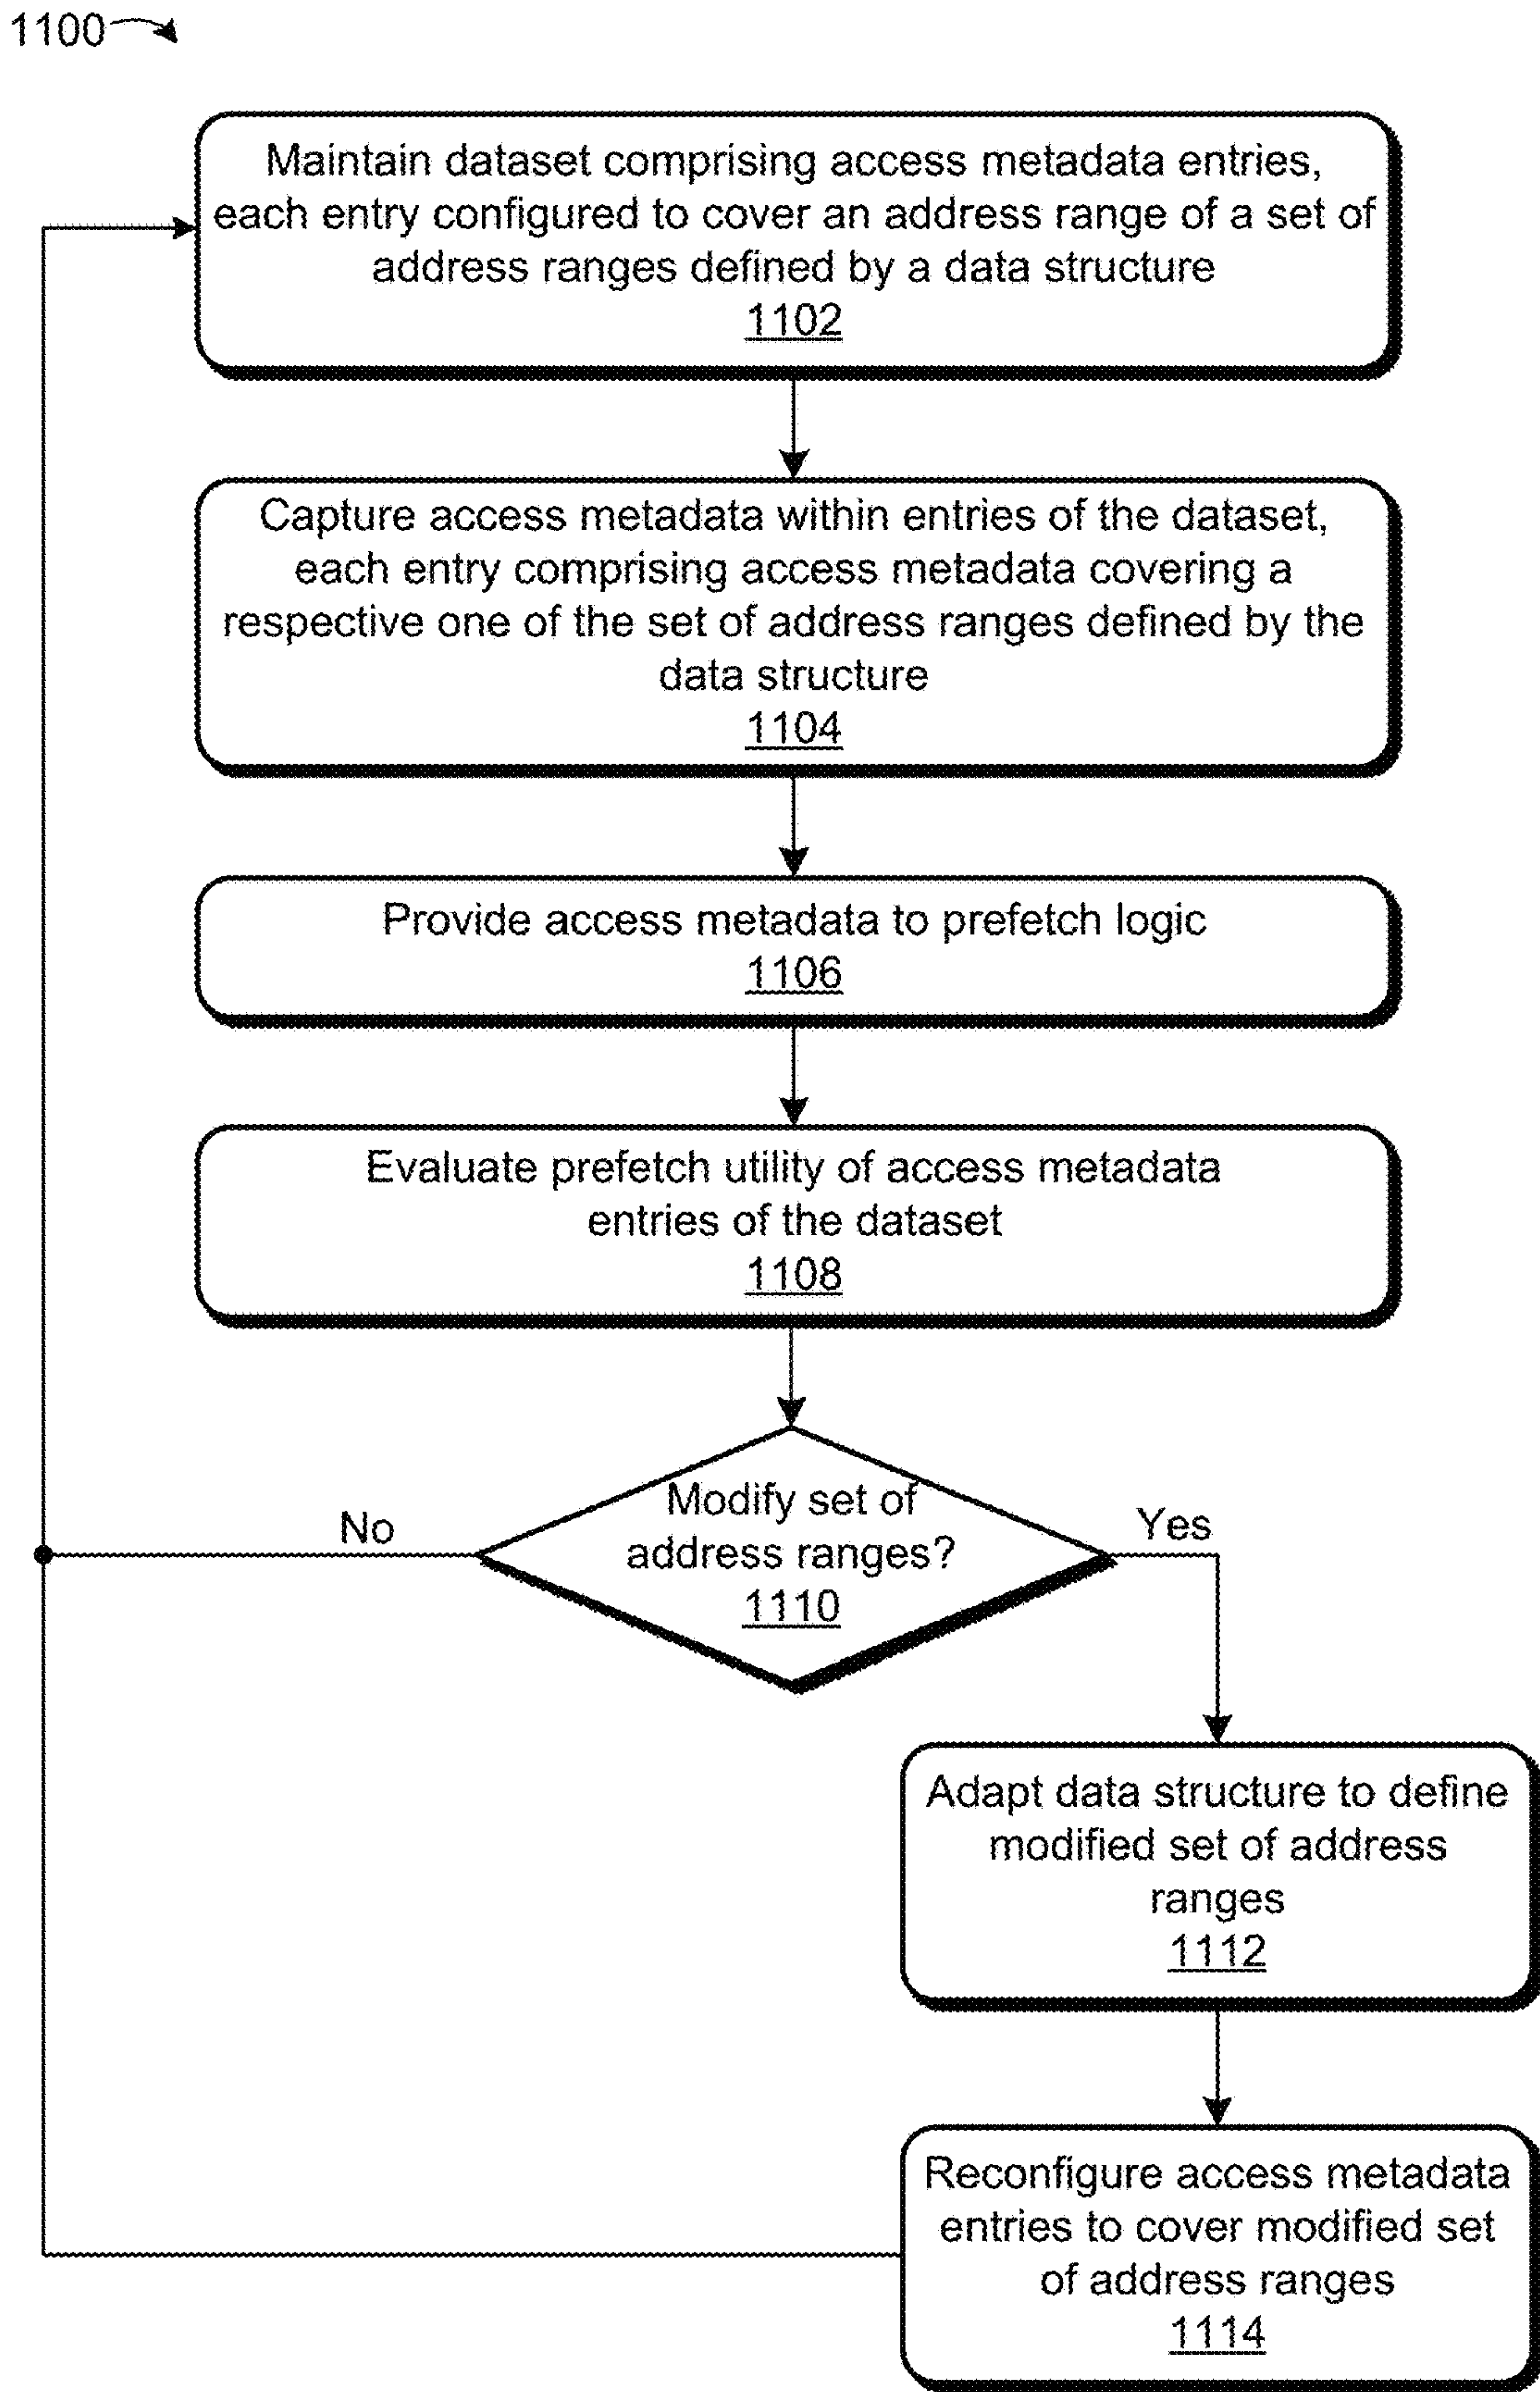 1100
Maintain dataset comprising access metadata entries,
each entry configured to cover an address range of a set of
address ranges defined by a data structure
1102
Capture access metadata within entries of the dataset,
each entry comprising access metadata covering a
respective one of the set of address ranges defined by the
data structure
1104
Provide access metadata to prefetch logic
1106
Evaluate prefetch utility of access metadata
entries of the dataset
1108
Modify set of
address ranges?
1110
No
Yes
Adapt data structure to define
modified set of address
ranges
1112
Reconfigure access metadata
entries to cover modified set
of address ranges
1114